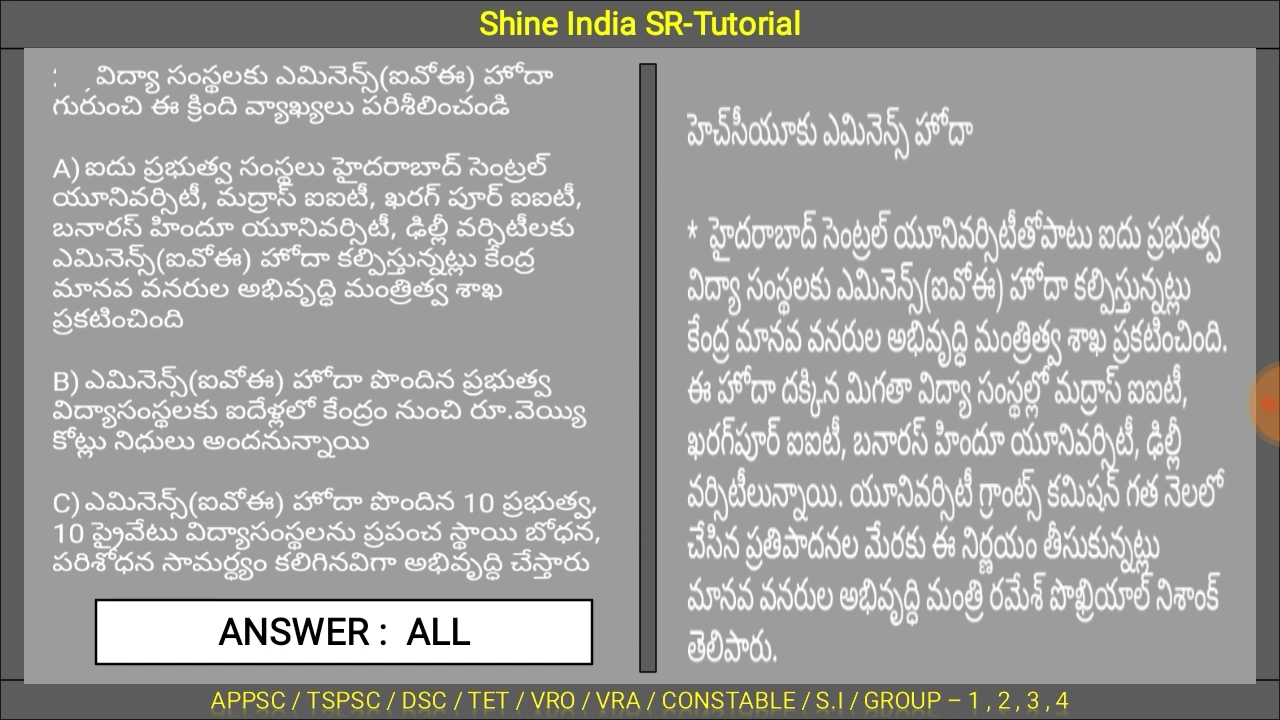 Shine India SR-Tutorial
విద్యా సంస్థలకు ఎమినెన్స్(ఐవోఈ) హోదా
గురుంచి ఈ క్రింది వ్యాఖ్యలు పరిశీలించండి
A) ఐదు ప్రభుత్వ సంస్థలు హైదరాబాద్ సెంట్రల్
యూనివర్సిటీ, మద్రాస్ ఐఐటీ, ఖరగ్ పూర్ ఐఐటీ,
బనారస్ హిందూ యూనివర్సిటీ, ఢిల్లీ వర్సిటీలకు
ఎమినెన్స్(ఐవోఈ) హోదా కల్పిస్తున్నట్లు కేంద్ర
మానవ వనరుల అభివృద్ధి మంత్రిత్వ శాఖ
ప్రకటించింది
B) ఎమినెన్స్(ఐవోఈ) హోదా పొందిన ప్రభుత్వ
విద్యాసంస్థలకు ఐదేళ్లలో కేంద్రం నుంచి రూ.వెయ్యి
కోట్లు నిధులు అందనున్నాయి
C) ఎమినెన్స్(ఐవోఈ) హోదా పొందిన 10 ప్రభుత్వ,
10 ప్రైవేటు విద్యాసంస్థలను ప్రపంచ స్థాయి బోధన,
పరిశోధన సామర్ధ్యం కలిగినవిగా అభివృద్ధి చేస్తారు
ANSWER : ALL
హెచ్‌సీయూకు ఎమినెన్స్ హోదా
* హైదరాబాద్ సెంట్రల్ యూనివర్సిటీతోపాటు ఐదు ప్రభుత్వ
విద్యా సంస్థలకు ఎమినెన్స్(ఐవోఈ) హోదా కల్పిస్తున్నట్లు
కేంద్ర మానవ వనరుల అభివృద్ధి మంత్రిత్వ శాఖ ప్రకటించింది.
ఈ హోదా దక్కిన మిగతా విద్యా సంస్థల్లో మద్రాస్ ఐఐటీ,
ఖరగ్‌పూర్ ఐఐటీ, బనారస్ హిందూ యూనివర్సిటీ, ఢిల్లీ
వర్సిటీలున్నాయి. యూనివర్సిటీ గ్రాంట్స్ కమిషన్ గత నెలలో
చేసిన ప్రతిపాదనల మేరకు ఈ నిర్ణయం తీసుకున్నట్లు
మానవ వనరుల అభివృద్ధి మంత్రి రమేశ్ పొఖ్రియాల్ నిశాంక్
తెలిపారు.
APPSC / TSPSC / DSC / TET / VRO / VRA / CONSTABLE / S.I / GROUP – 1 , 2 , 3 , 4